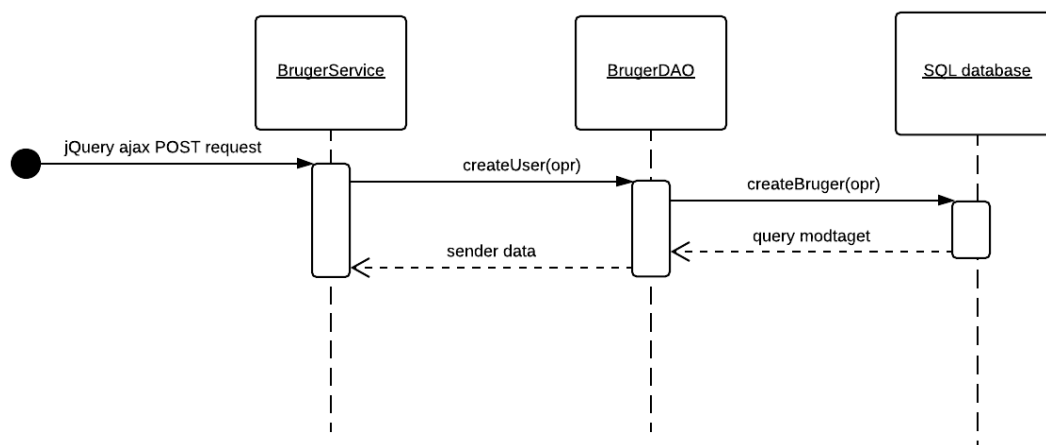 BrugerService
BrugerDAO
SQL database
jQuery ajax POST request
createUser(opr)
createBruger(opr)
query modtaget
sender data